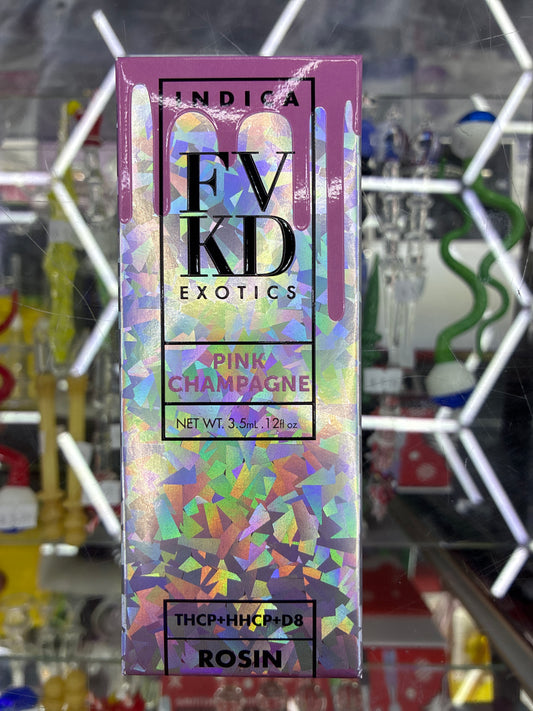 INDICA
FV
KD
EXOTICS
PINK
CHAMPAGNE
NET WT. 3.5mL .12fl oz
THCP+HHCP+D8
ROSIN